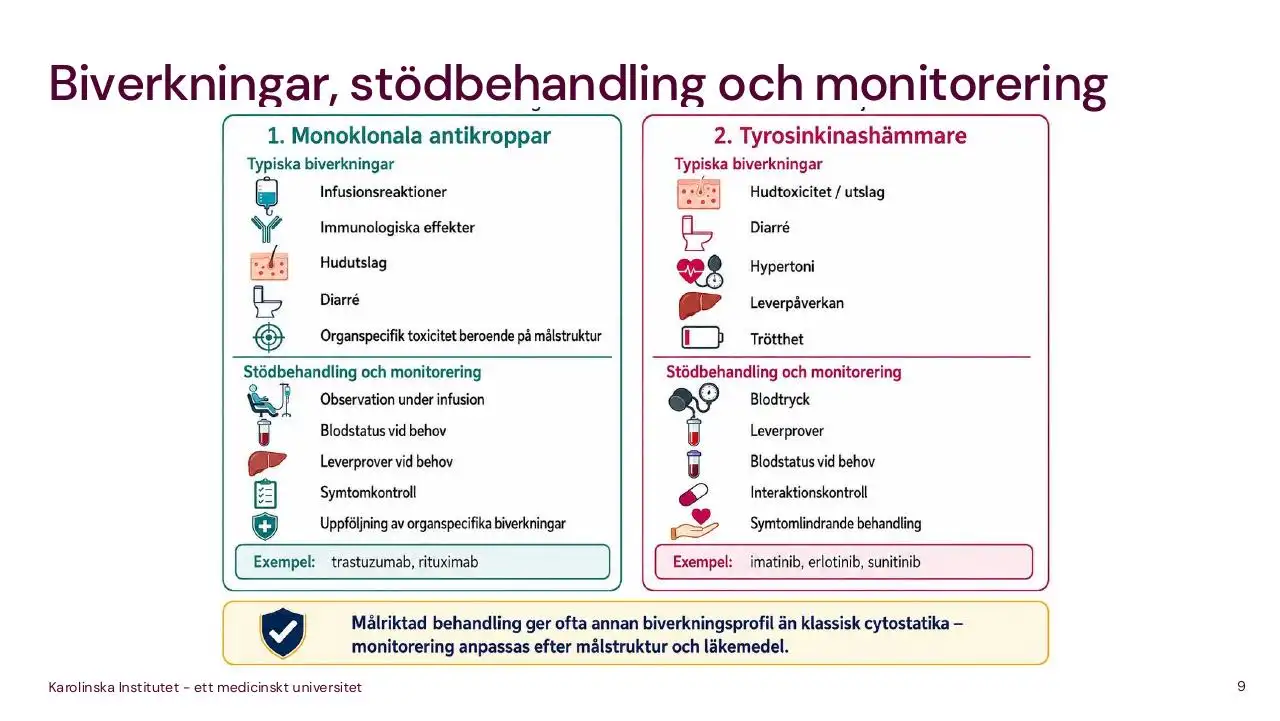 Biverkningar, stödbehandling och monitorering
1. Monoklonala antikroppar
Typiska biverkningar
Infusionsreaktioner
Immunologiska effekter
Hudutslag
Diarré
Organspecifik toxicitet beroende på målstruktur
Stödbehandling och monitorering
Observation under infusion
Blodstatus vid behov
Leverprover vid behov
Symtomkontroll
Uppföljning av organspecifika biverkningar
Exempel: trastuzumab, rituximab
2. Tyrosinkinashämmare
Typiska biverkningar
Hudtoxicitet / utslag
Diarré
Hypertoni
Leverpåverkan
Trötthet
Stödbehandling och monitorering
Blodtryck
Leverprover
Blodstatus vid behov
Interaktionskontroll
Symtomlindrande behandling
Exempel: imatinib, erlotinib, sunitinib
Målriktad behandling ger ofta annan biverkningsprofil än klassisk cytostatika –
monitorering anpassas efter målstruktur och läkemedel.
Karolinska Institutet - ett medicinskt universitet
9